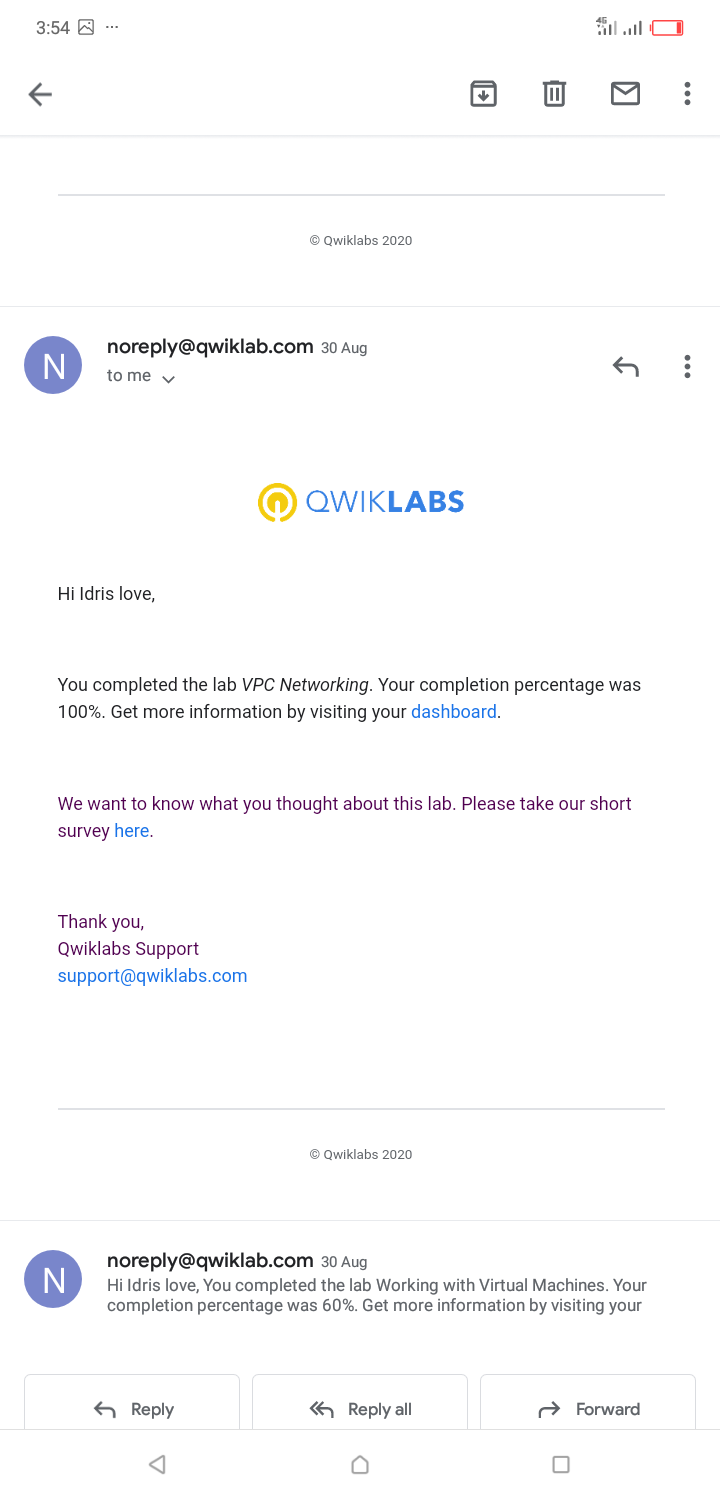 3:54
4G
© Qwiklabs 2020
N
noreply@qwiklab.com 30 Aug
to me
QWIKLABS
Hi Idris love,
You completed the lab VPC Networking. Your completion percentage was
100%. Get more information by visiting your dashboard.
We want to know what you thought about this lab. Please take our short
survey here.
Thank you,
Qwiklabs Support
support@qwiklabs.com
© Qwiklabs 2020
N
noreply@qwiklab.com 30 Aug
Hi Idris love, You completed the lab Working with Virtual Machines. Your
completion percentage was 60%. Get more information by visiting your
Reply
Reply all
Forward